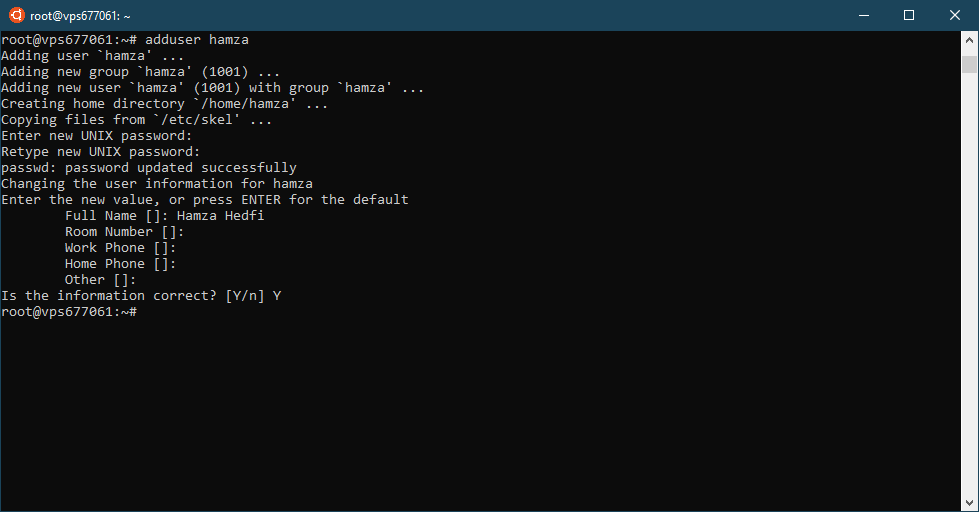 root@vps677061: ~
root@vps677061:~# adduser hamza
Adding user `hamza' ...
Adding new group `hamza' (1001) ...
Adding new user `hamza' (1001) with group `hamza' ...
Creating home directory `/home/hamza' ...
Copying files from `/etc/skel' ...
Enter new UNIX password:
Retype new UNIX password:
passwd: password updated successfully
Changing the user information for hamza
Enter the new value, or press ENTER for the default
        Full Name []: Hamza Hedfi
        Room Number []:
        Work Phone []:
        Home Phone []:
        Other []:
Is the information correct? [Y/n] Y
root@vps677061:~#